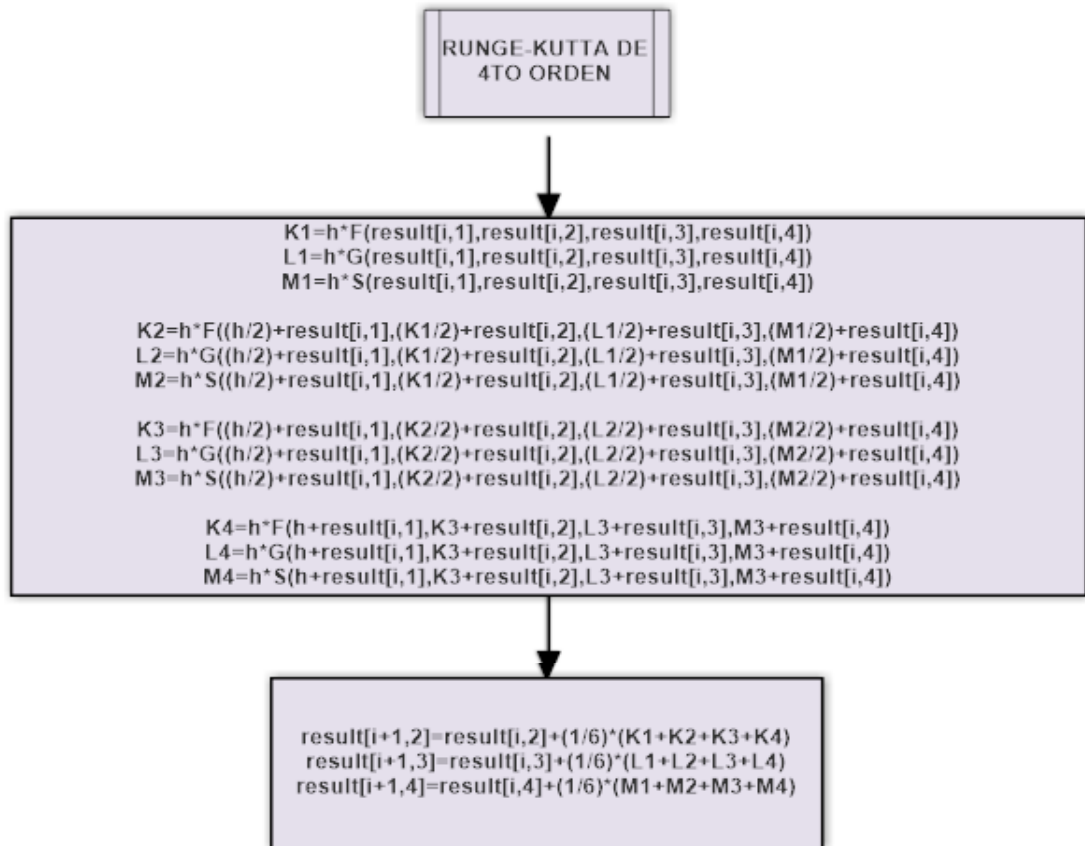 RUNGE-KUTTA DE
4TO ORDEN
K1=h*F(result[i,1],result[i,2],result[i,3],result[i,4])
L1=h*G(result[i,1],result[i,2],result[i,3],result[i,4])
M1=h*S(result[i,1],result[i,2],result[i,3],result[i,4])
K2=h*F((h/2)+result[i,1],(K1/2)+result[i,2],(L1/2)+result[i,3],(M1/2)+result[i,4])
L2=h*G((h/2)+result[i,1],(K1/2)+result[i,2],(L1/2)+result[i,3],(M1/2)+result[i,4])
M2=h*S((h/2)+result[i,1],(K1/2)+result[i,2],(L1/2)+result[i,3],(M1/2)+result[i,4])
K3=h*F((h/2)+result[i,1],(K2/2)+result[i,2],(L2/2)+result[i,3],(M2/2)+result[i,4])
L3=h*G((h/2)+result[i,1],(K2/2)+result[i,2],(L2/2)+result[i,3],(M2/2)+result[i,4])
M3=h*S((h/2)+result[i,1],(K2/2)+result[i,2],(L2/2)+result[i,3],(M2/2)+result[i,4])
K4=h*F(h+result[i,1],K3+result[i,2],L3+result[i,3],M3+result[i,4])
L4=h*G(h+result[i,1],K3+result[i,2],L3+result[i,3],M3+result[i,4])
M4=h*S(h+result[i,1],K3+result[i,2],L3+result[i,3],M3+result[i,4])
result[i+1,2]=result[i,2]+(1/6)*(K1+K2+K3+K4)
result[i+1,3]=result[i,3]+(1/6)*(L1+L2+L3+L4)
result[i+1,4]=result[i,4]+(1/6)*(M1+M2+M3+M4)